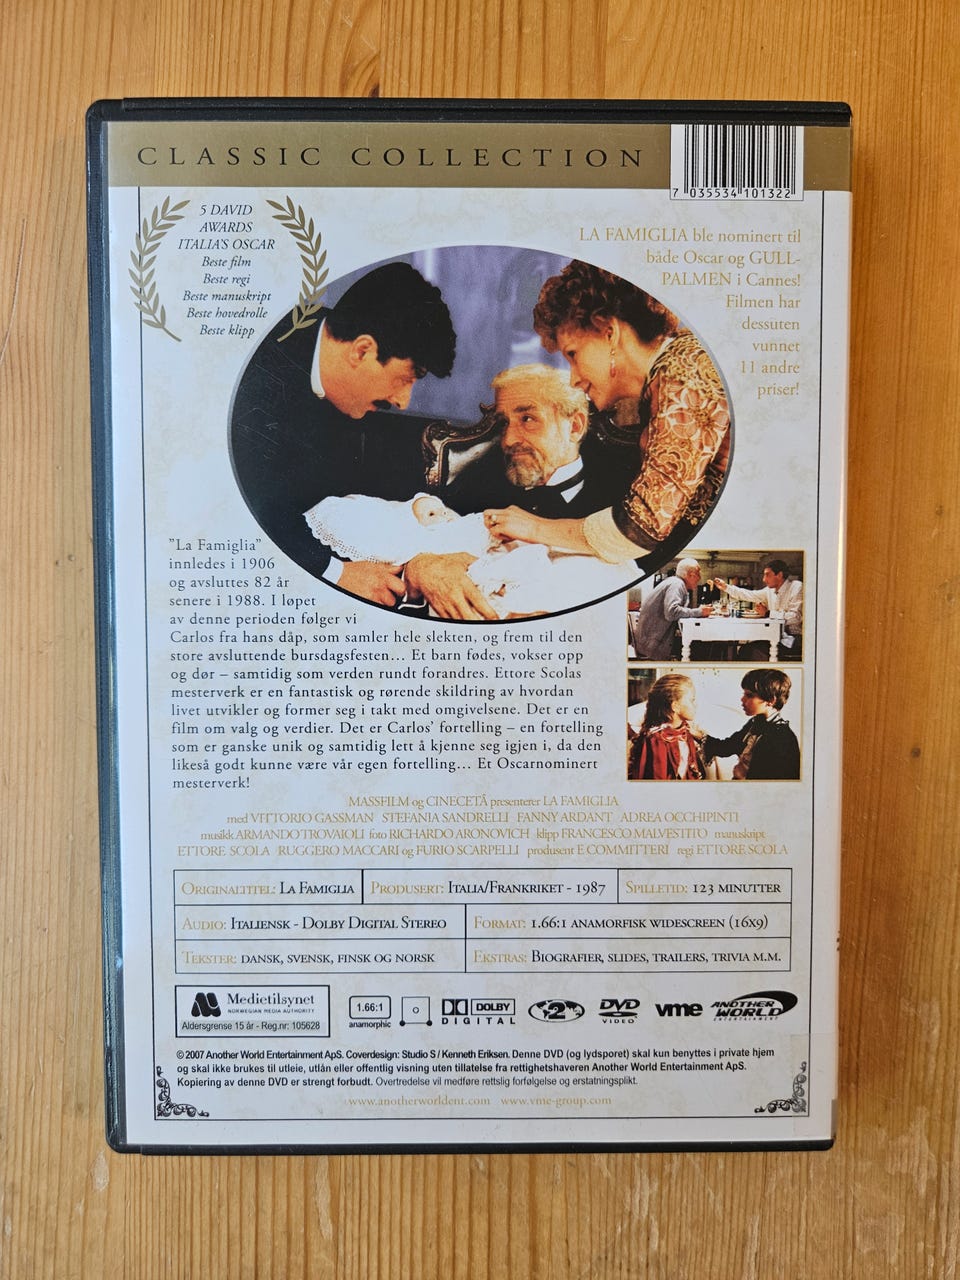 CLASSIC COLLECTION
7 035534 101322
5 DAVID
AWARDS
ITALIA'S OSCAR
Beste film
Beste regi
Beste manuskript
Beste hovedrolle
Beste klipp
LA FAMIGLIA ble nominert til
både Oscar og GULL-
PALMEN i Cannes!
Filmen har
dessuten
vunnet
11 andre
priser!
"La Famiglia"
innledes i 1906
og avsluttes 82 år
senere i 1988. I løpet
av denne perioden følger vi
Carlos fra hans dåp, som samler hele slekten, og frem til den
store avsluttende bursdagsfesten... Et barn fødes, vokser opp
og dør – samtidig som verden rundt forandres. Ettore Scolas
mesterverk er en fantastisk og rørende skildring av hvordan
livet utvikler og former seg i takt med omgivelsene. Det er en
film om valg og verdier. Det er Carlos' fortelling – en fortelling
som er ganske unik og samtidig lett å kjenne seg igjen i, da den
likeså godt kunne være vår egen fortelling... Et Oscarnominert
mesterverk!
MASSFILM og CINECETÂ presenterer LA FAMIGLIA
med VITTORIO GASSMAN STEFANIA SANDRELLI FANNY ARDANT ADREA OCCHIPINTI
musikk ARMANDO TROVAIOLI foto RICHARDO ARONOVICH klipp FRANCESCO MALVESTITO manuskript
ETTORE SCOLA RUGGERO MACCARI og FURIO SCARPELLI produsent F. COMMITTERI regi ETTORE SCOLA
ORIGINALTITEL: LA FAMIGLIA PRODUSERT: ITALIA/FRANKRIKET - 1987 SPILLETID: 123 MINUTTER
AUDIO: ITALIENSK - DOLBY DIGITAL STEREO FORMAT: 1.66:1 ANAMORFISK WIDESCREEN (16X9)
TEKSTER: DANSK, SVENSK, FINSK OG NORSK EKSTRAS: BIOGRAFIER, SLIDES, TRAILERS, TRIVIA M.M.
Medietilsynet
NORWEGIAN MEDIA AUTHORITY
Aldersgrense 15 år - Reg.nr: 105628
1.66:1
anamorphic
DOLBY
DIGITAL
2
DVD
VIDEO
vme
ANOTHER
WORLD
ENTERTAINMENT
© 2007 Another World Entertainment ApS. Coverdesign: Studio S / Kenneth Eriksen. Denne DVD (og lydsporet) skal kun benyttes i private hjem
og skal ikke brukes til utleie, utlån eller offentlig visning uten tillatelse fra rettighetshaveren Another World Entertainment ApS.
Kopiering av denne DVD er strengt forbudt. Overtredelse vil medføre rettslig forfølgelse og erstatningsplikt.
www.anotherworldent.com www.vme-group.com